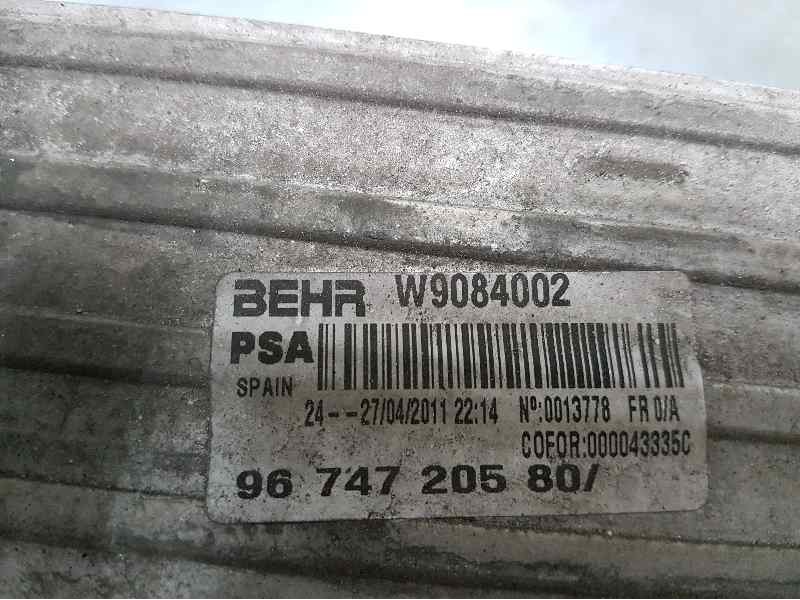 BEHR W9084002
PSA
SPAIN
24--27/04/2011 22:14 Nº:0013778 FR 0/A
COFOR:000043335C
96 747 205 80/